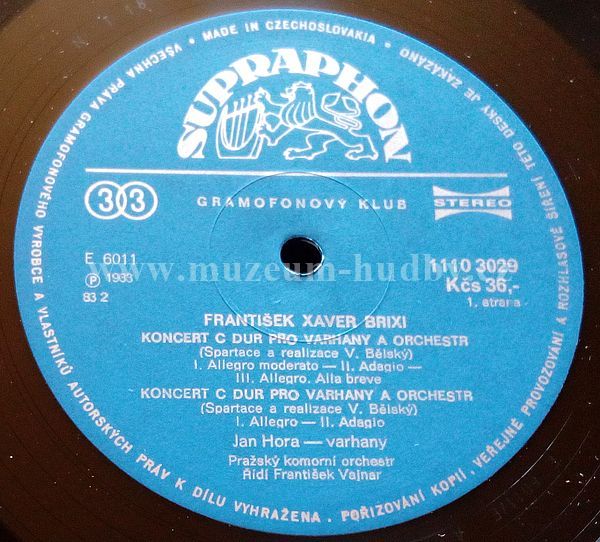 VŠECHNA PRÁVA GRAMOFONOVÉHO VÝROBCE A VLASTNÍKŮ AUTORSKÝCH PRÁV K DÍLU VYHRAŽENA. POŘIZOVÁNÍ KOPIÍ, VEŘEJNÉ PROVOZOVÁNÍ A ROZHLASOVÉ ŠÍŘENÍ TÉTO DESKY JE ZAKÁZÁNO
• MADE IN CZECHOSLOVAKIA •
SUPRAPHON
33
GRAMOFONOVÝ KLUB
STEREO
E 6011
1110 3029
www.muzeum-hudby.cz
Ⓟ 1983
Kčs 36,-
83 2
1. strana
FRANTIŠEK XAVER BRIXI
KONCERT C DUR PRO VARHANY A ORCHESTR
(Spartace a realizace V. Bělský)
I. Allegro moderato — II. Adagio —
III. Allegro. Alla breve
KONCERT C DUR PRO VARHANY A ORCHESTR
(Spartace a realizace V. Bělský)
I. Allegro — II. Adagio
Jan Hora — varhany
Pražský komorní orchestr
Řídí František Vajnar